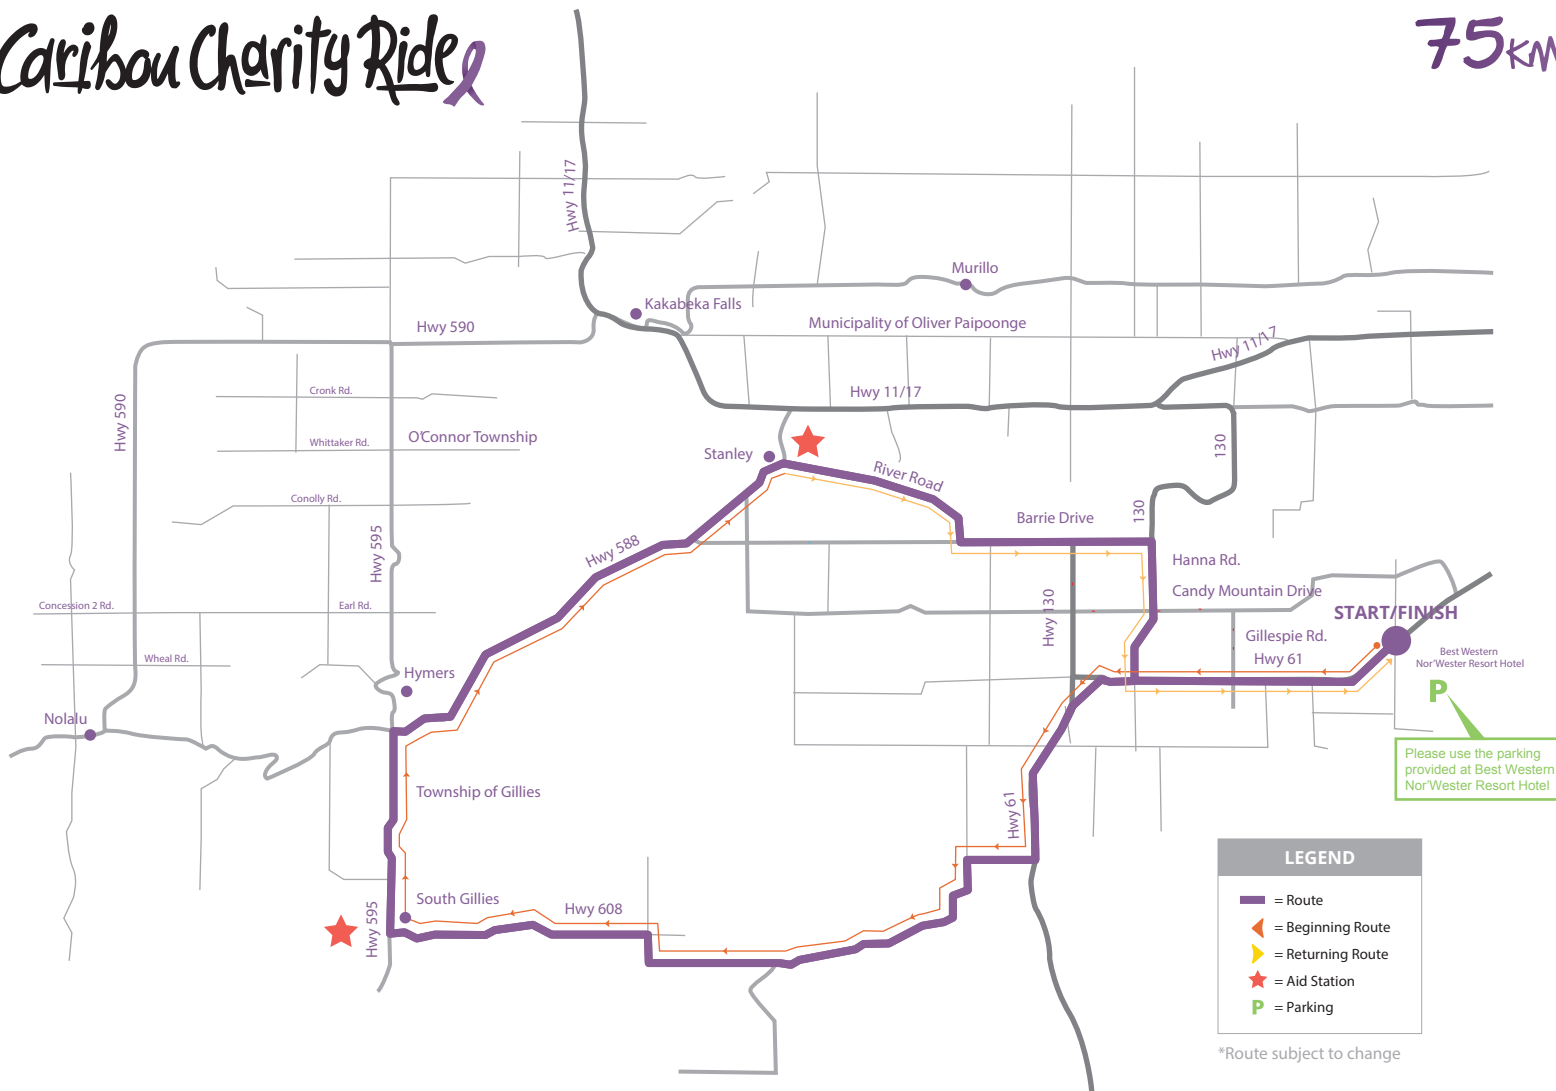 Caribou Charity Ride
75KM
Hwy 11/17
Murillo
Kakabeka Falls
Hwy 590
Municipality of Oliver Paipoonge
Hwy 11/17
Cronk Rd.
Hwy 11/17
Hwy 590
Whittaker Rd.
O'Connor Township
Stanley
River Road
130
Conolly Rd.
Barrie Drive
130
Hwy 595
Hwy 588
Hanna Rd.
Candy Mountain Drive
Concession 2 Rd.
Earl Rd.
Hwy 130
START/FINISH
Gillespie Rd.
Hwy 61
Best Western
Nor'Wester Resort Hotel
Wheal Rd.
Hymers
P
Nolalu
Please use the parking
provided at Best Western
Nor'Wester Resort Hotel
Township of Gillies
Hwy 61
South Gillies
Hwy 608
Hwy 595
LEGEND
= Route
= Beginning Route
= Returning Route
= Aid Station
P = Parking
*Route subject to change